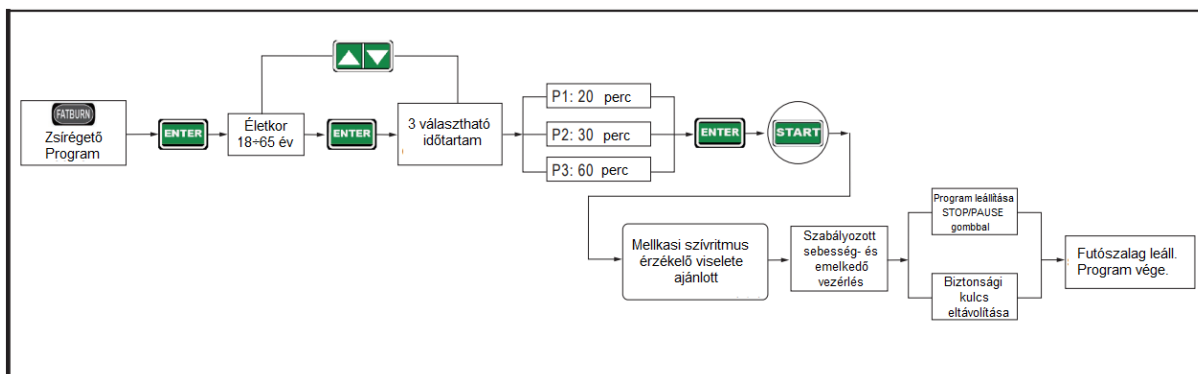 FATBURN
Zsírégető
Program
ENTER
Életkor
18÷65 év
ENTER
3 választható
időtartam
P1: 20 perc
P2: 30 perc
P3: 60 perc
ENTER
START
Mellkasi szívritmus
érzékelő viselete
ajánlott
Szabályozott
sebesség- és
emelkedő
vezérlés
Program leállítása
STOP/PAUSE
gombbal
Biztonsági
kulcs
eltávolítása
Futószalag leáll.
Program vége.